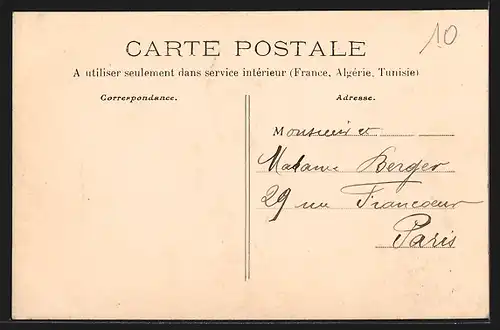 10
CARTE POSTALE
A utiliser seulement dans service intérieur (France, Algérie, Tunisie)
Correspondance.
Adresse.
Monsieur et
Madame Berger
29 rue Francoeur
Paris